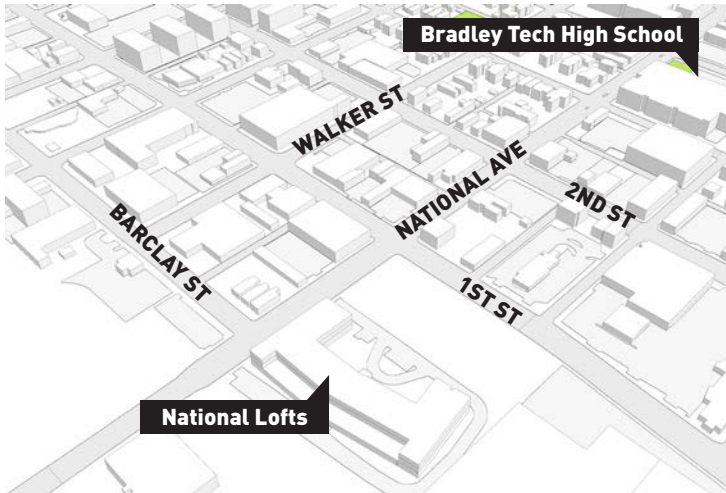 Bradley Tech High School
WALKER ST
NATIONAL AVE
2ND ST
BARCLAY ST
1ST ST
National Lofts